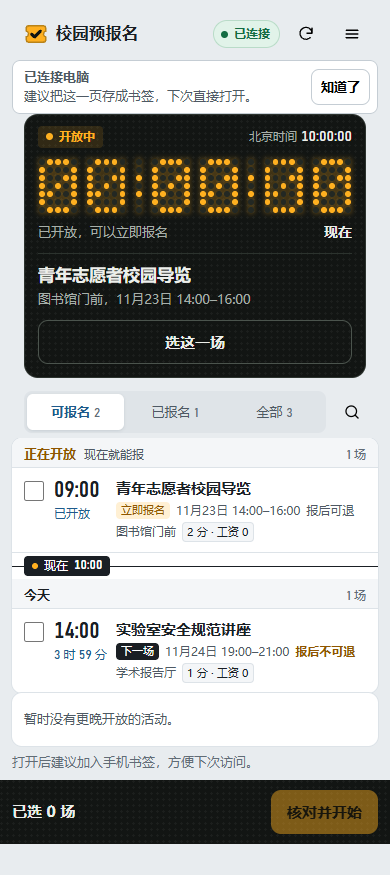 校园预报名
已连接
已连接电脑
建议把这一页存成书签，下次直接打开。
知道了
开放中
北京时间 10:00:00
00:00:00
已开放，可以立即报名
现在
青年志愿者校园导览
图书馆门前，11月23日 14:00–16:00
选这一场
可报名 2
已报名 1
全部 3
正在开放 现在就能报
1 场
09:00
青年志愿者校园导览
已开放
立即报名 11月23日 14:00–16:00 报后可退
图书馆门前 2 分 · 工资 0
现在 10:00
今天
1 场
14:00
实验室安全规范讲座
3 时 59 分
下一场 11月24日 19:00–21:00 报后不可退
学术报告厅 1 分 · 工资 0
暂时没有更晚开放的活动。
打开后建议加入手机书签，方便下次访问。
已选 0 场
核对并开始